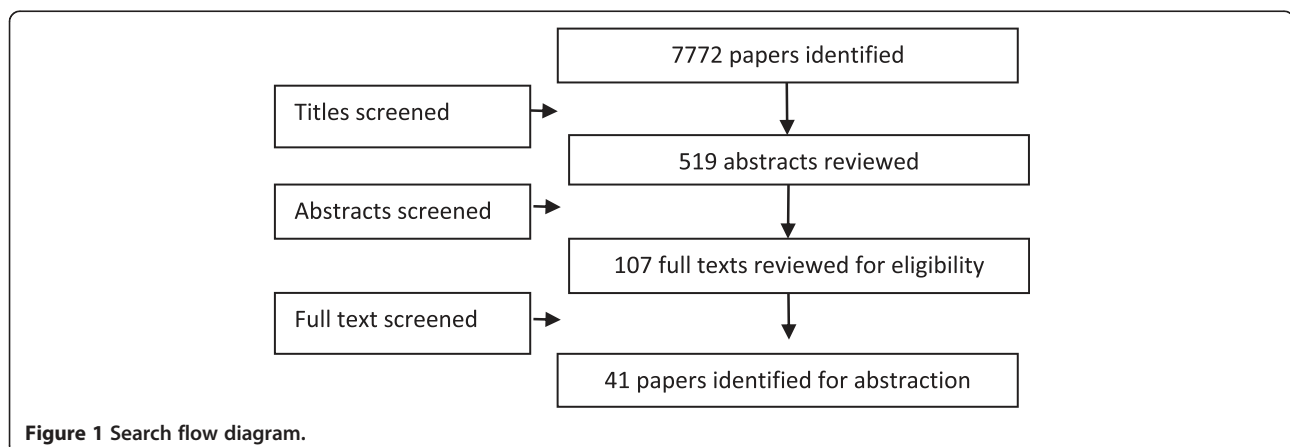 7772 papers identified
Titles screened
519 abstracts reviewed
Abstracts screened
107 full texts reviewed for eligibility
Full text screened
41 papers identified for abstraction
Figure 1 Search flow diagram.